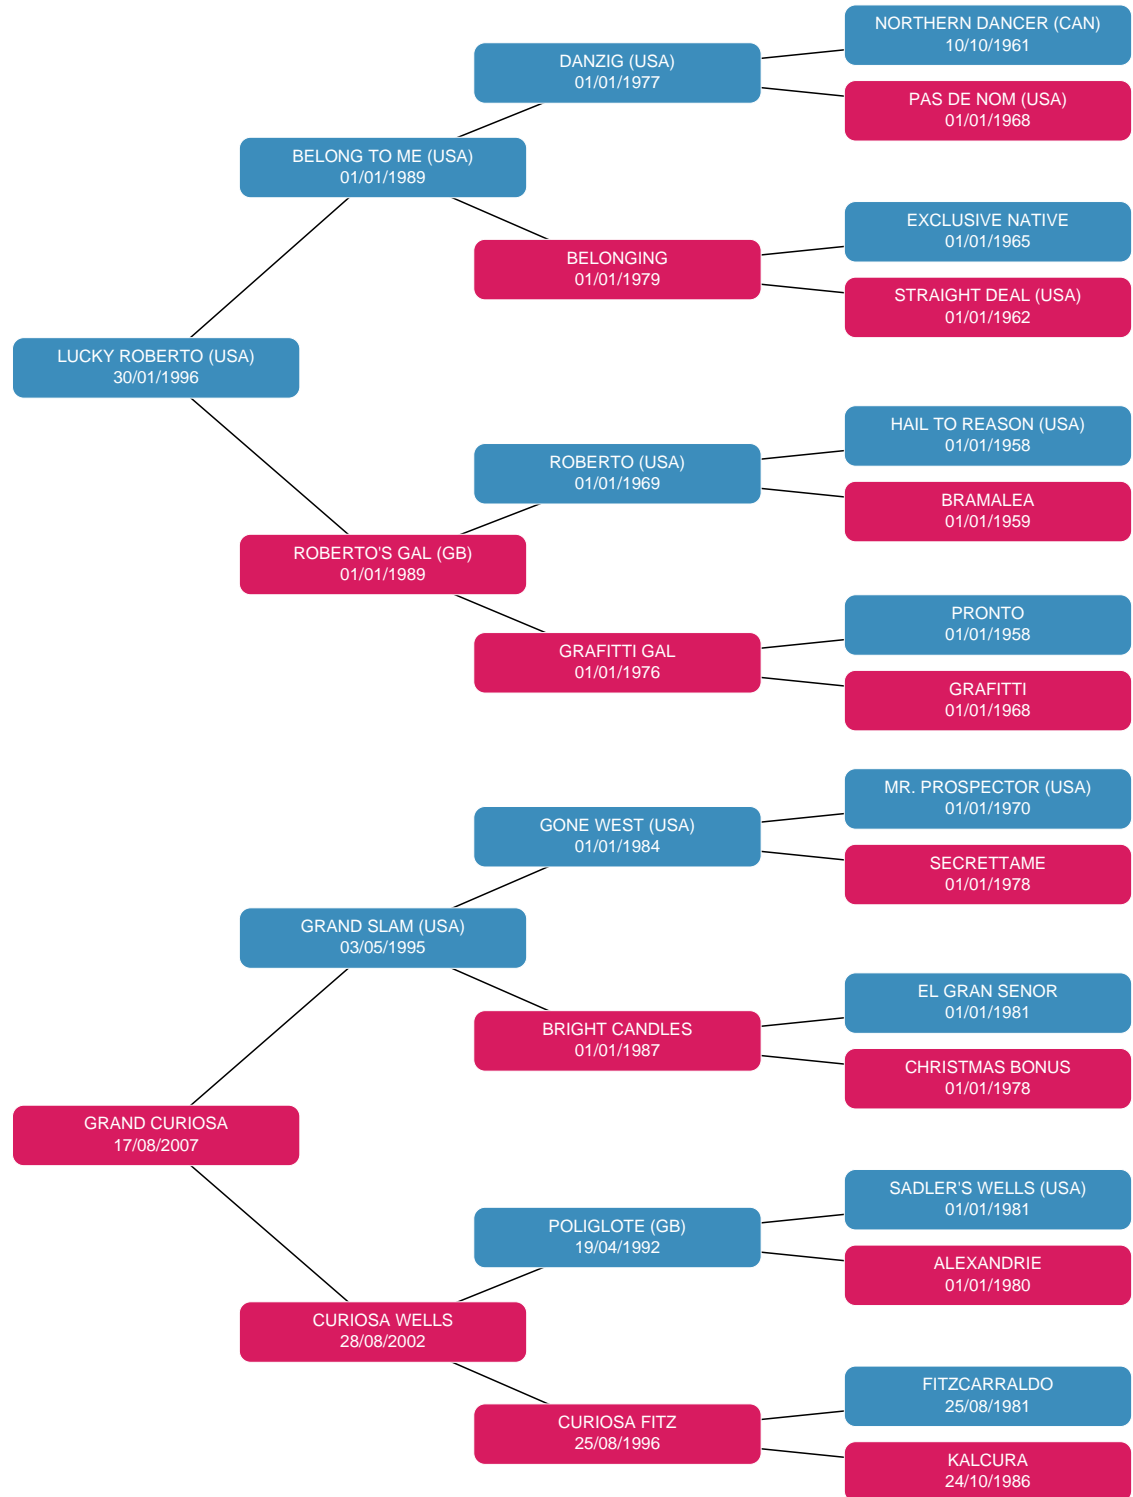 NORTHERN DANCER (CAN)
10/10/1961
DANZIG (USA)
01/01/1977
PAS DE NOM (USA)
01/01/1968
BELONG TO ME (USA)
01/01/1989
EXCLUSIVE NATIVE
01/01/1965
BELONGING
01/01/1979
STRAIGHT DEAL (USA)
01/01/1962
LUCKY ROBERTO (USA)
30/01/1996
HAIL TO REASON (USA)
01/01/1958
ROBERTO (USA)
01/01/1969
BRAMALEA
01/01/1959
ROBERTO'S GAL (GB)
01/01/1989
PRONTO
01/01/1958
GRAFITTI GAL
01/01/1976
GRAFITTI
01/01/1968
MR. PROSPECTOR (USA)
01/01/1970
GONE WEST (USA)
01/01/1984
SECRETTAME
01/01/1978
GRAND SLAM (USA)
03/05/1995
EL GRAN SENOR
01/01/1981
BRIGHT CANDLES
01/01/1987
CHRISTMAS BONUS
01/01/1978
GRAND CURIOSA
17/08/2007
SADLER'S WELLS (USA)
01/01/1981
POLIGLOTE (GB)
19/04/1992
ALEXANDRIE
01/01/1980
CURIOSA WELLS
28/08/2002
FITZCARRALDO
25/08/1981
CURIOSA FITZ
25/08/1996
KALCURA
24/10/1986